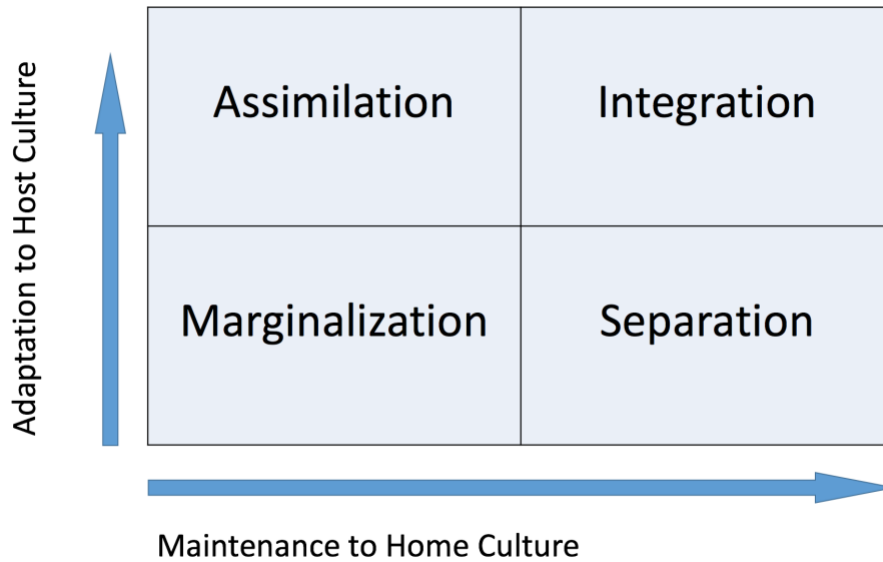 Adaptation to Host Culture
Assimilation
Integration
Marginalization
Separation
Maintenance to Home Culture